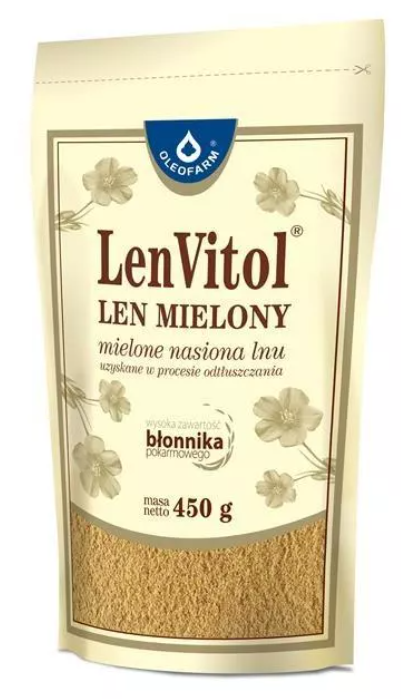 OLEOFARM®
LenVitol®
LEN MIELONY
mielone nasiona lnu
uzyskane w procesie odtłuszczania
wysoka zawartość
błonnika
pokarmowego
masa
netto 450 g